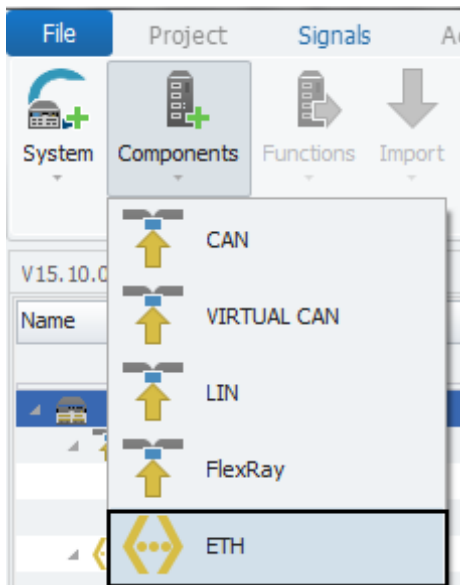 File Project Signals
System Components Functions Import
CAN
V15.10.0
Name VIRTUAL CAN
LIN
FlexRay
ETH